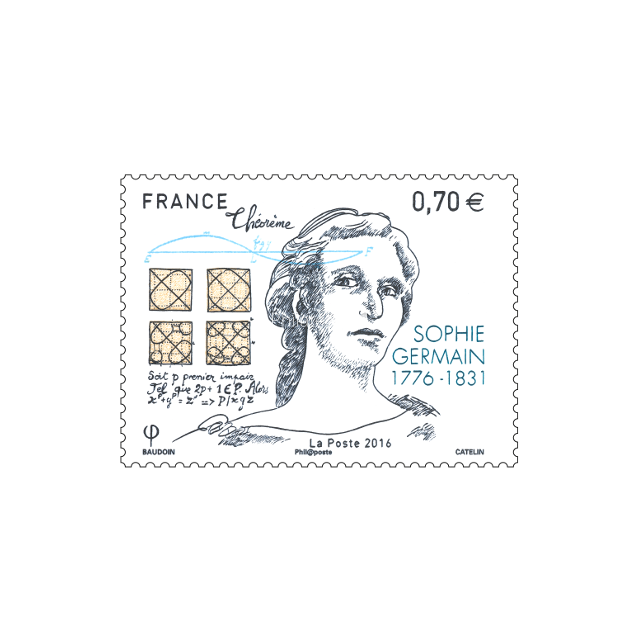 FRANCE
0,70 €
Théorème
SOPHIE
GERMAIN
1776 - 1831
Soit p premier impair
Tel que 2p+1 ∈ P. Alors
x^p+y^p = z^p => p/xyz
La Poste 2016
BAUDOIN
Phil@poste
CATELIN